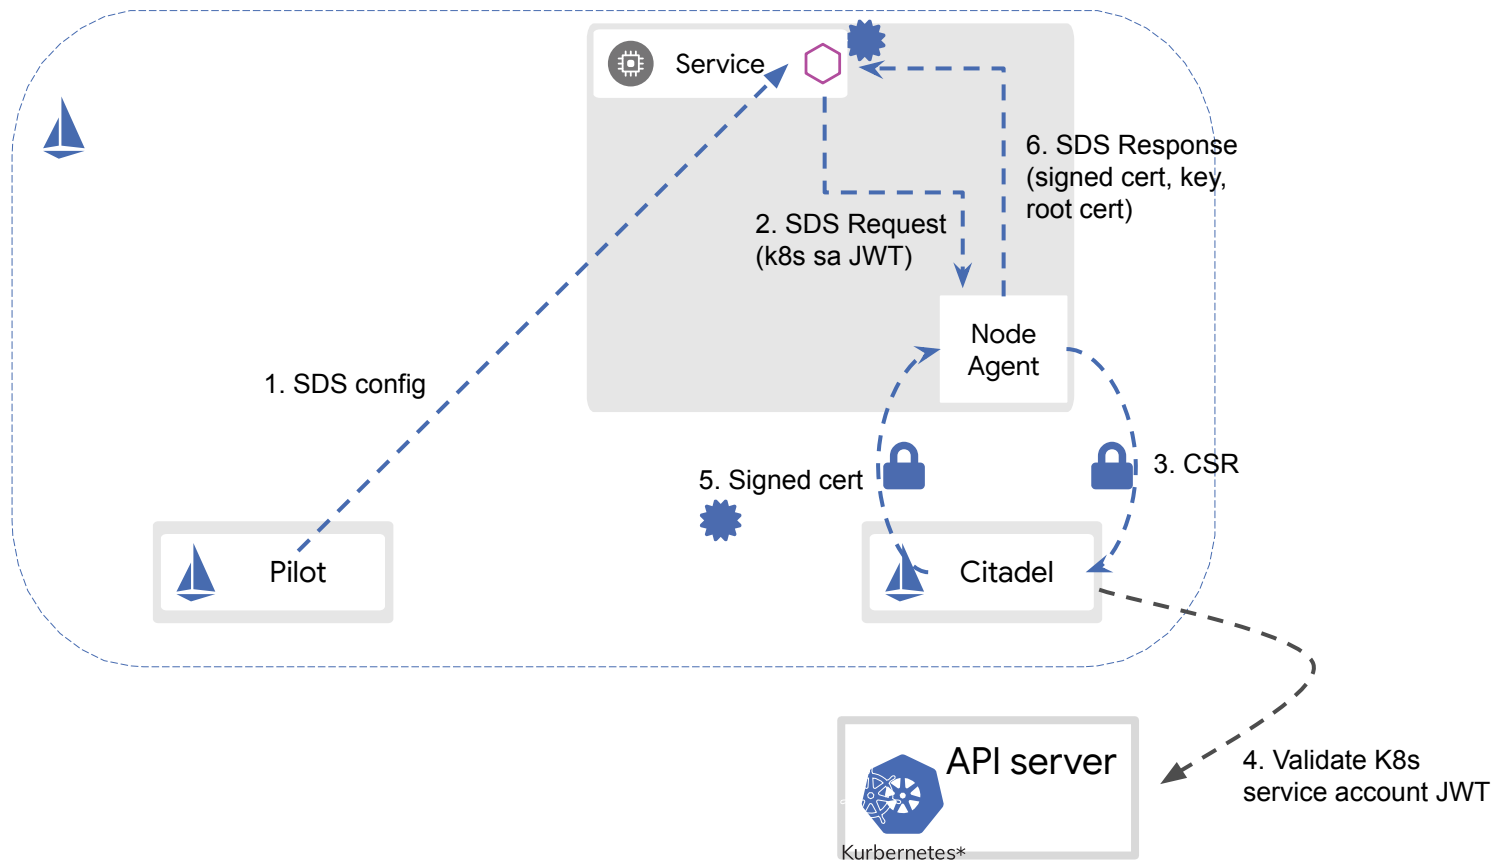 Service
6. SDS Response
(signed cert, key,
root cert)
2. SDS Request
(k8s sa JWT)
Node
Agent
1. SDS config
3. CSR
5. Signed cert
Pilot
Citadel
API server
4. Validate K8s
service account JWT
Kurbernetes*